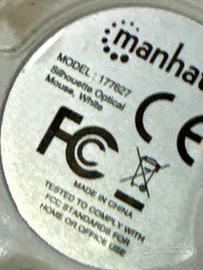 manhat
MODEL : 177627
Silhouette Optical
Mouse, White
CE
FC
MADE IN CHINA
TESTED TO COMPLY WITH
FCC STANDARDS FOR
HOME OR OFFICE USE